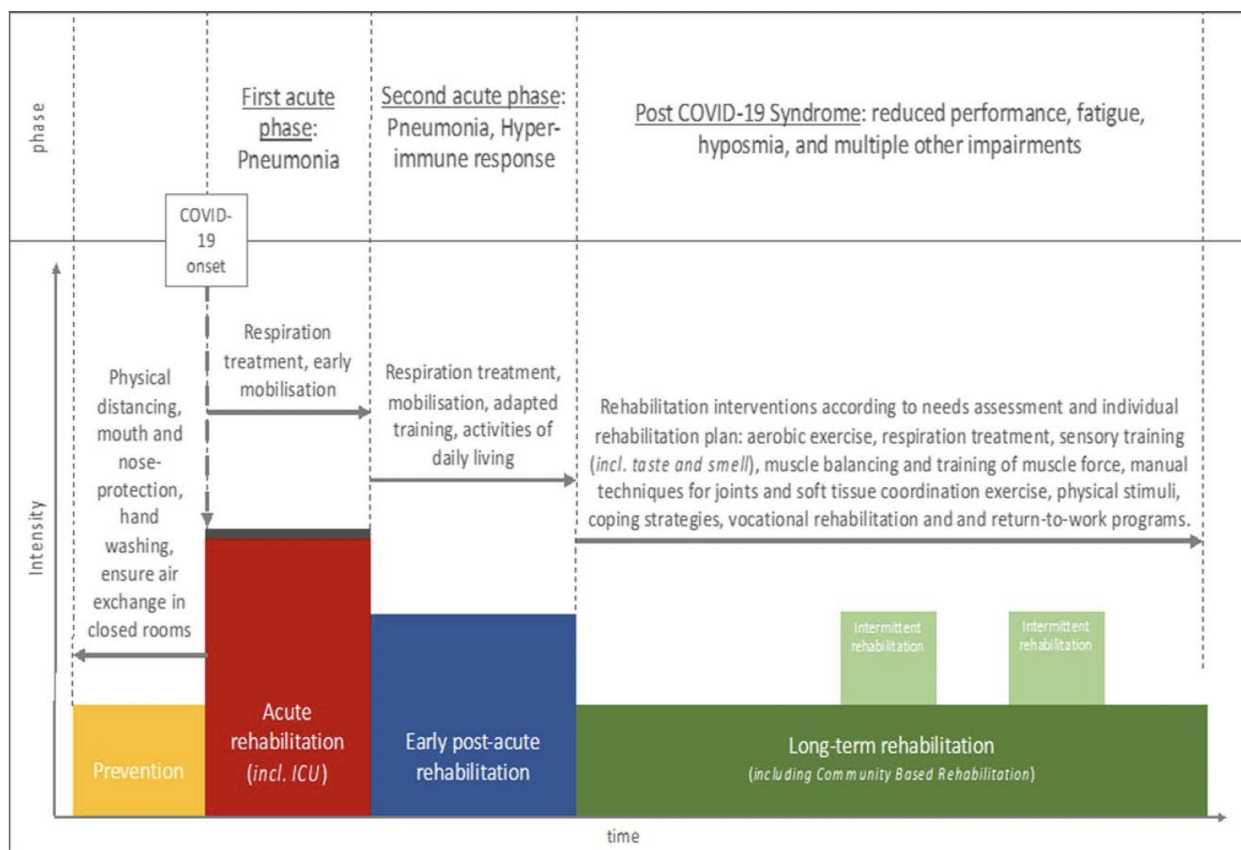 phase
First acute
phase:
Pneumonia
Second acute phase:
Pneumonia, Hyper-
immune response
Post COVID-19 Syndrome: reduced performance, fatigue,
hyposmia, and multiple other impairments
COVID-
19
onset
Intensity
Physical
distancing,
mouth and
nose-
protection,
hand
washing,
ensure air
exchange in
closed rooms
Respiration
treatment, early
mobilisation
Respiration treatment,
mobilisation, adapted
training, activities of
daily living
Rehabilitation interventions according to needs assessment and individual
rehabilitation plan: aerobic exercise, respiration treatment, sensory training
(incl. taste and smell), muscle balancing and training of muscle force, manual
techniques for joints and soft tissue coordination exercise, physical stimuli,
coping strategies, vocational rehabilitation and and return-to-work programs.
Intermittent
rehabilitation
Intermittent
rehabilitation
Prevention
Acute
rehabilitation
(incl. ICU)
Early post-acute
rehabilitation
Long-term rehabilitation
(including Community Based Rehabilitation)
time